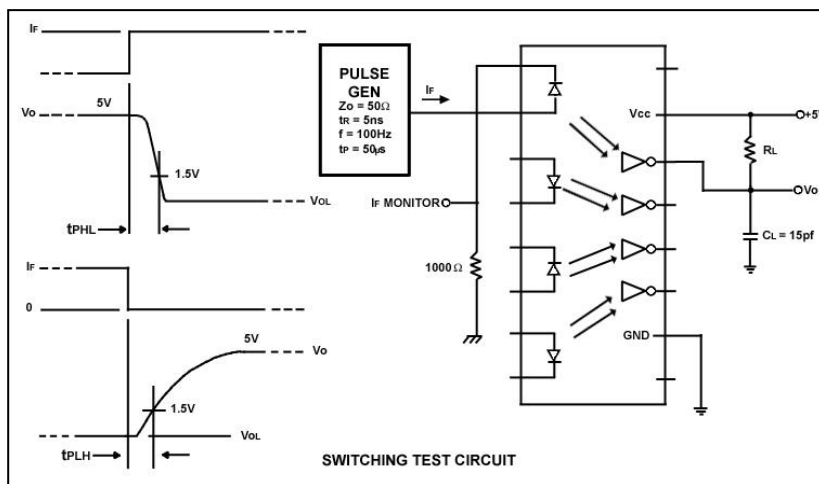 IF
Vo
5V
1.5V
VOL
tPHL
IF
0
5V
Vo
1.5V
VOL
tPLH
PULSE
GEN
Zo = 50Ω
tR = 5ns
f = 100Hz
tP = 50µs
IF
IF MONITOR
1000 Ω
Vcc
GND
+5V
RL
Vo
CL = 15pf
SWITCHING TEST CIRCUIT